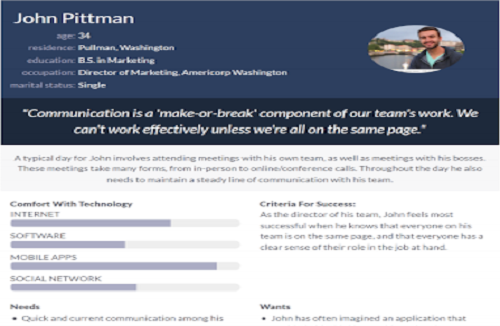 John Pittman
age: 34
residence: Pullman, Washington
education: B.S. in Marketing
occupation: Director of Marketing, Americorp Washington
marital status: Single
"Communication is a 'make-or-break' component of our team's work. We
can't work effectively unless we're all on the same page."
A typical day for John involves attending meetings with his own team, as well as meetings with his bosses.
These meetings take many forms, from in-person to online/conference calls. Throughout the day he also
needs to maintain a steady line of communication with his team.
Comfort With Technology
INTERNET
SOFTWARE
MOBILE APPS
SOCIAL NETWORK
Criteria For Success:
As the director of his team, John feels most
successful when he knows that everyone on his
team is on the same page, and that everyone has a
clear sense of their role in the job at hand.
Needs
• Quick and current communication among his
Wants
• John has often imagined an application that